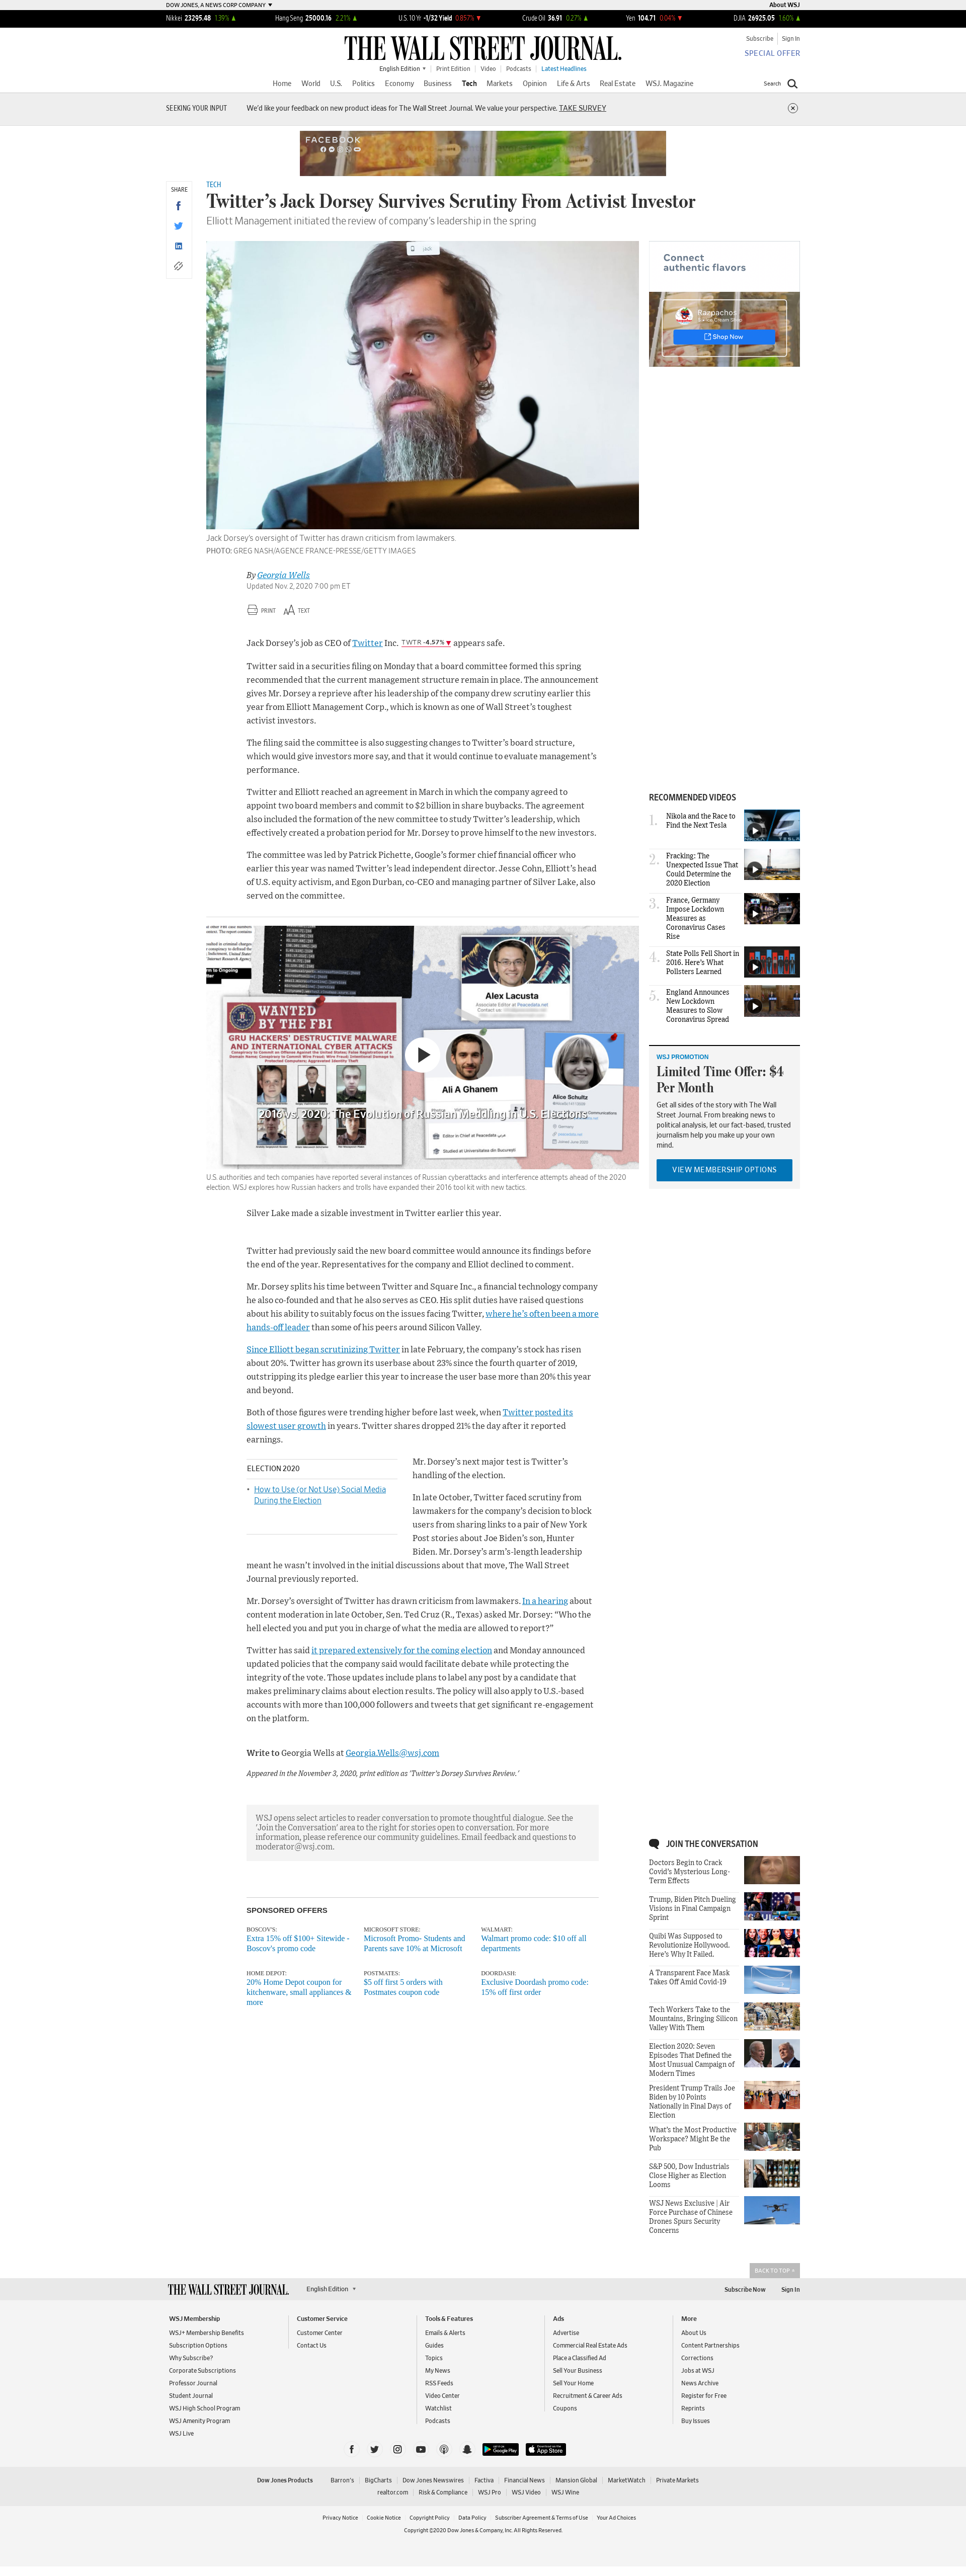 DOW JONES, A NEWS CORP COMPANY
About WSJ
Nikkei 23295.48 1.39%
Hang Seng 25000.16 2.21%
U.S. 10 Yr -1/32 Yield 0.857%
Crude Oil 36.91 0.27%
Yen 104.71 0.04%
DJIA 26925.05 1.60%
THE WALL STREET JOURNAL.
Subscribe Sign In
SPECIAL OFFER
English Edition Print Edition Video Podcasts Latest Headlines
Home World U.S. Politics Economy Business Tech Markets Opinion Life & Arts Real Estate WSJ. Magazine
Search
SEEKING YOUR INPUT
We'd like your feedback on new product ideas for The Wall Street Journal. We value your perspective. TAKE SURVEY
FACEBOOK
SHARE
TECH
Twitter’s Jack Dorsey Survives Scrutiny From Activist Investor
Elliott Management initiated the review of company’s leadership in the spring
jack
Connect
authentic flavors
Raspachos
Ice Cream Shop
Shop Now
Jack Dorsey’s oversight of Twitter has drawn criticism from lawmakers.
PHOTO: GREG NASH/AGENCE FRANCE-PRESSE/GETTY IMAGES
By Georgia Wells
Updated Nov. 2, 2020 7:00 pm ET
PRINT
TEXT
Jack Dorsey’s job as CEO of Twitter Inc. TWTR -4.57% appears safe.
Twitter said in a securities filing on Monday that a board committee formed this spring
recommended that the current management structure remain in place. The announcement
gives Mr. Dorsey a reprieve after his leadership of the company drew scrutiny earlier this
year from Elliott Management Corp., which is known as one of Wall Street’s toughest
activist investors.
The filing said the committee is also suggesting changes to Twitter’s board structure,
which would give investors more say, and that it would continue to evaluate management’s
performance.
Twitter and Elliott reached an agreement in March in which the company agreed to
appoint two board members and commit to $2 billion in share buybacks. The agreement
also included the formation of the new committee to study Twitter’s leadership, which
effectively created a probation period for Mr. Dorsey to prove himself to the new investors.
The committee was led by Patrick Pichette, Google’s former chief financial officer who
earlier this year was named Twitter’s lead independent director. Jesse Cohn, Elliott’s head
of U.S. equity activism, and Egon Durban, co-CEO and managing partner of Silver Lake, also
served on the committee.
RECOMMENDED VIDEOS
1. Nikola and the Race to
Find the Next Tesla
2. Fracking: The
Unexpected Issue That
Could Determine the
2020 Election
3. France, Germany
Impose Lockdown
Measures as
Coronavirus Cases
Rise
4. State Polls Fell Short in
2016. Here’s What
Pollsters Learned
5. England Announces
New Lockdown
Measures to Slow
Coronavirus Spread
WANTED
BY THE FBI
GRU HACKERS' DESTRUCTIVE MALWARE
AND INTERNATIONAL CYBER ATTACKS
Alex Lacusta
Ali A Ghanem
Alice Schultz
Editor in Chief at
Studied at Universitatea din Bucuresti
2016 vs. 2020: The Evolution of Russian Meddling in U.S. Elections
U.S. authorities and tech companies have reported several instances of Russian cyberattacks and interference attempts ahead of the 2020
election. WSJ explores how Russian hackers and trolls have expanded their 2016 tool kit with new tactics.
WSJ PROMOTION
Limited Time Offer: $4
Per Month
Get all sides of the story with The Wall
Street Journal. From breaking news to
political analysis, let our fact-based, trusted
journalism help you make up your own
mind.
VIEW MEMBERSHIP OPTIONS
Silver Lake made a sizable investment in Twitter earlier this year.
Twitter had previously said the new board committee would announce its findings before
the end of the year. Representatives for the company and Elliot declined to comment.
Mr. Dorsey splits his time between Twitter and Square Inc., a financial technology company
he also co-founded and that he also serves as CEO. His split duties have raised questions
about his ability to suitably focus on the issues facing Twitter, where he’s often been a more
hands-off leader than some of his peers around Silicon Valley.
Since Elliott began scrutinizing Twitter in late February, the company’s stock has risen
about 20%. Twitter has grown its userbase about 23% since the fourth quarter of 2019,
outstripping its pledge earlier this year to increase the user base more than 20% this year
and beyond.
Both of those figures were trending higher before last week, when Twitter posted its
slowest user growth in years. Twitter shares dropped 21% the day after it reported
earnings.
ELECTION 2020
• How to Use (or Not Use) Social Media
During the Election
Mr. Dorsey’s next major test is Twitter’s
handling of the election.
In late October, Twitter faced scrutiny from
lawmakers for the company’s decision to block
users from sharing links to a pair of New York
Post stories about Joe Biden’s son, Hunter
Biden. Mr. Dorsey’s arm’s-length leadership
meant he wasn’t involved in the initial discussions about that move, The Wall Street
Journal previously reported.
Mr. Dorsey’s oversight of Twitter has drawn criticism from lawmakers. In a hearing about
content moderation in late October, Sen. Ted Cruz (R., Texas) asked Mr. Dorsey: “Who the
hell elected you and put you in charge of what the media are allowed to report?”
Twitter has said it prepared extensively for the coming election and Monday announced
updated policies that the company said would facilitate debate while protecting the
integrity of the vote. Those updates include plans to label any post by a candidate that
makes preliminary claims about election results. The policy will also apply to U.S.-based
accounts with more than 100,000 followers and tweets that get significant re-engagement
on the platform.
Write to Georgia Wells at Georgia.Wells@wsj.com
Appeared in the November 3, 2020, print edition as 'Twitter’s Dorsey Survives Review.'
WSJ opens select articles to reader conversation to promote thoughtful dialogue. See the
'Join the Conversation' area to the right for stories open to conversation. For more
information, please reference our community guidelines. Email feedback and questions to
moderator@wsj.com.
SPONSORED OFFERS
BOSCOV'S:
Extra 15% off $100+ Sitewide -
Boscov's promo code
MICROSOFT STORE:
Microsoft Promo- Students and
Parents save 10% at Microsoft
WALMART:
Walmart promo code: $10 off all
departments
HOME DEPOT:
20% Home Depot coupon for
kitchenware, small appliances &
more
POSTMATES:
$5 off first 5 orders with
Postmates coupon code
DOORDASH:
Exclusive Doordash promo code:
15% off first order
JOIN THE CONVERSATION
Doctors Begin to Crack
Covid’s Mysterious Long-
Term Effects
Trump, Biden Pitch Dueling
Visions in Final Campaign
Sprint
Quibi Was Supposed to
Revolutionize Hollywood.
Here’s Why It Failed.
A Transparent Face Mask
Takes Off Amid Covid-19
Tech Workers Take to the
Mountains, Bringing Silicon
Valley With Them
Election 2020: Seven
Episodes That Defined the
Most Unusual Campaign of
Modern Times
President Trump Trails Joe
Biden by 10 Points
Nationally in Final Days of
Election
What’s the Most Productive
Workspace? Might Be the
Pub
S&P 500, Dow Industrials
Close Higher as Election
Looms
WSJ News Exclusive | Air
Force Purchase of Chinese
Drones Spurs Security
Concerns
BACK TO TOP
THE WALL STREET JOURNAL.
English Edition
Subscribe Now Sign In
WSJ Membership
WSJ+ Membership Benefits
Subscription Options
Why Subscribe?
Corporate Subscriptions
Professor Journal
Student Journal
WSJ High School Program
WSJ Amenity Program
WSJ Live
Customer Service
Customer Center
Contact Us
Tools & Features
Emails & Alerts
Guides
Topics
My News
RSS Feeds
Video Center
Watchlist
Podcasts
Ads
Advertise
Commercial Real Estate Ads
Place a Classified Ad
Sell Your Business
Sell Your Home
Recruitment & Career Ads
Coupons
More
About Us
Content Partnerships
Corrections
Jobs at WSJ
News Archive
Register for Free
Reprints
Buy Issues
Google Play
App Store
Dow Jones Products Barron's BigCharts Dow Jones Newswires Factiva Financial News Mansion Global MarketWatch Private Markets
realtor.com Risk & Compliance WSJ Pro WSJ Video WSJ Wine
Privacy Notice Cookie Notice Copyright Policy Data Policy Subscriber Agreement & Terms of Use Your Ad Choices
Copyright ©2020 Dow Jones & Company, Inc. All Rights Reserved.